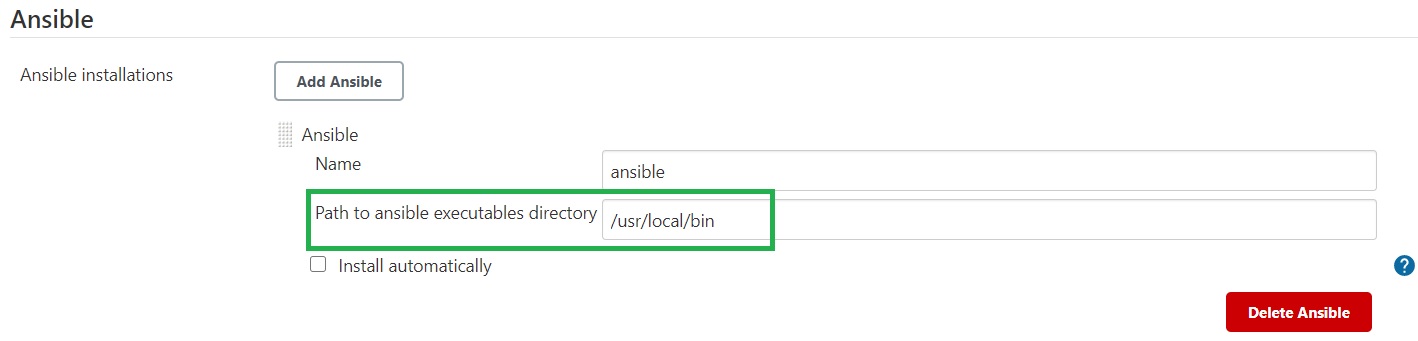 Ansible
Ansible installations
Add Ansible
Ansible
Name
ansible
Path to ansible executables directory
/usr/local/bin
Install automatically
?
Delete Ansible